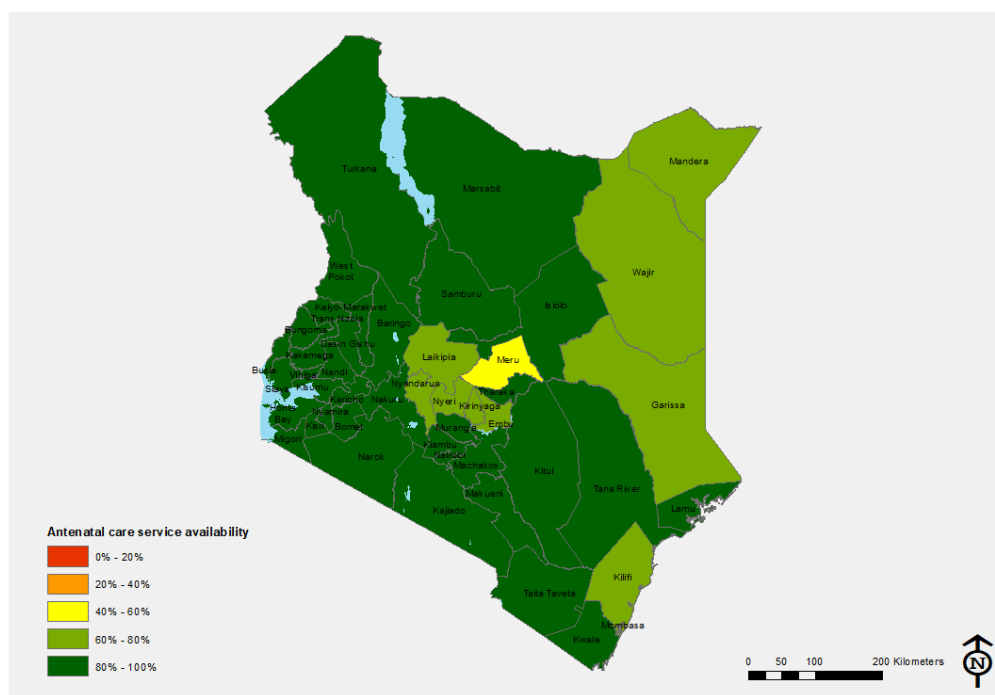 Mandera
Turkana
Marsabit
Wajir
West
Pokot
Samburu
Isiolo
Keiyo-Marakwet
Trans Nzoia
Baringo
Bungoma
Uasin Gishu
Kakamega
Laikipia
Meru
Busia
Vihiga
Nandi
Siaya
Kisumu
Nyandarua
Tharaka
Kericho
Nakuru
Nyeri
Kirinyaga
Garissa
Homa
Bay
Nyamira
Embu
Kisii
Bomet
Murang'a
Migori
Kiambu
Nairobi
Narok
Machakos
Kitui
Makueni
Tana River
Kajiado
Lamu
Antenatal care service availability
0% - 20%
20% - 40%
40% - 60%
60% - 80%
80% - 100%
Kilifi
Taita Taveta
Mombasa
Kwale
0 50 100 200 Kilometers
N